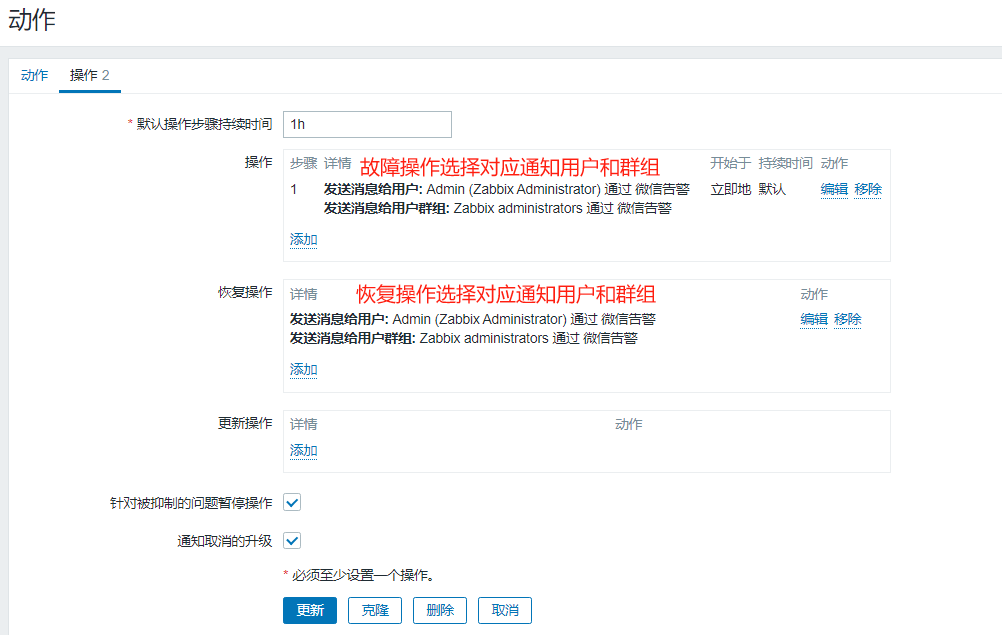 动作
动作 操作 2
* 默认操作步骤持续时间 1h
操作 步骤 详情 故障操作选择对应通知用户和群组 开始于 持续时间 动作
1 发送消息给用户: Admin (Zabbix Administrator) 通过 微信告警 立即地 默认 编辑 移除
发送消息给用户群组: Zabbix administrators 通过 微信告警
添加
恢复操作 详情 恢复操作选择对应通知用户和群组 动作
发送消息给用户: Admin (Zabbix Administrator) 通过 微信告警 编辑 移除
发送消息给用户群组: Zabbix administrators 通过 微信告警
添加
更新操作 详情 动作
添加
针对被抑制的问题暂停操作
通知取消的升级
* 必须至少设置一个操作。
更新 克隆 删除 取消